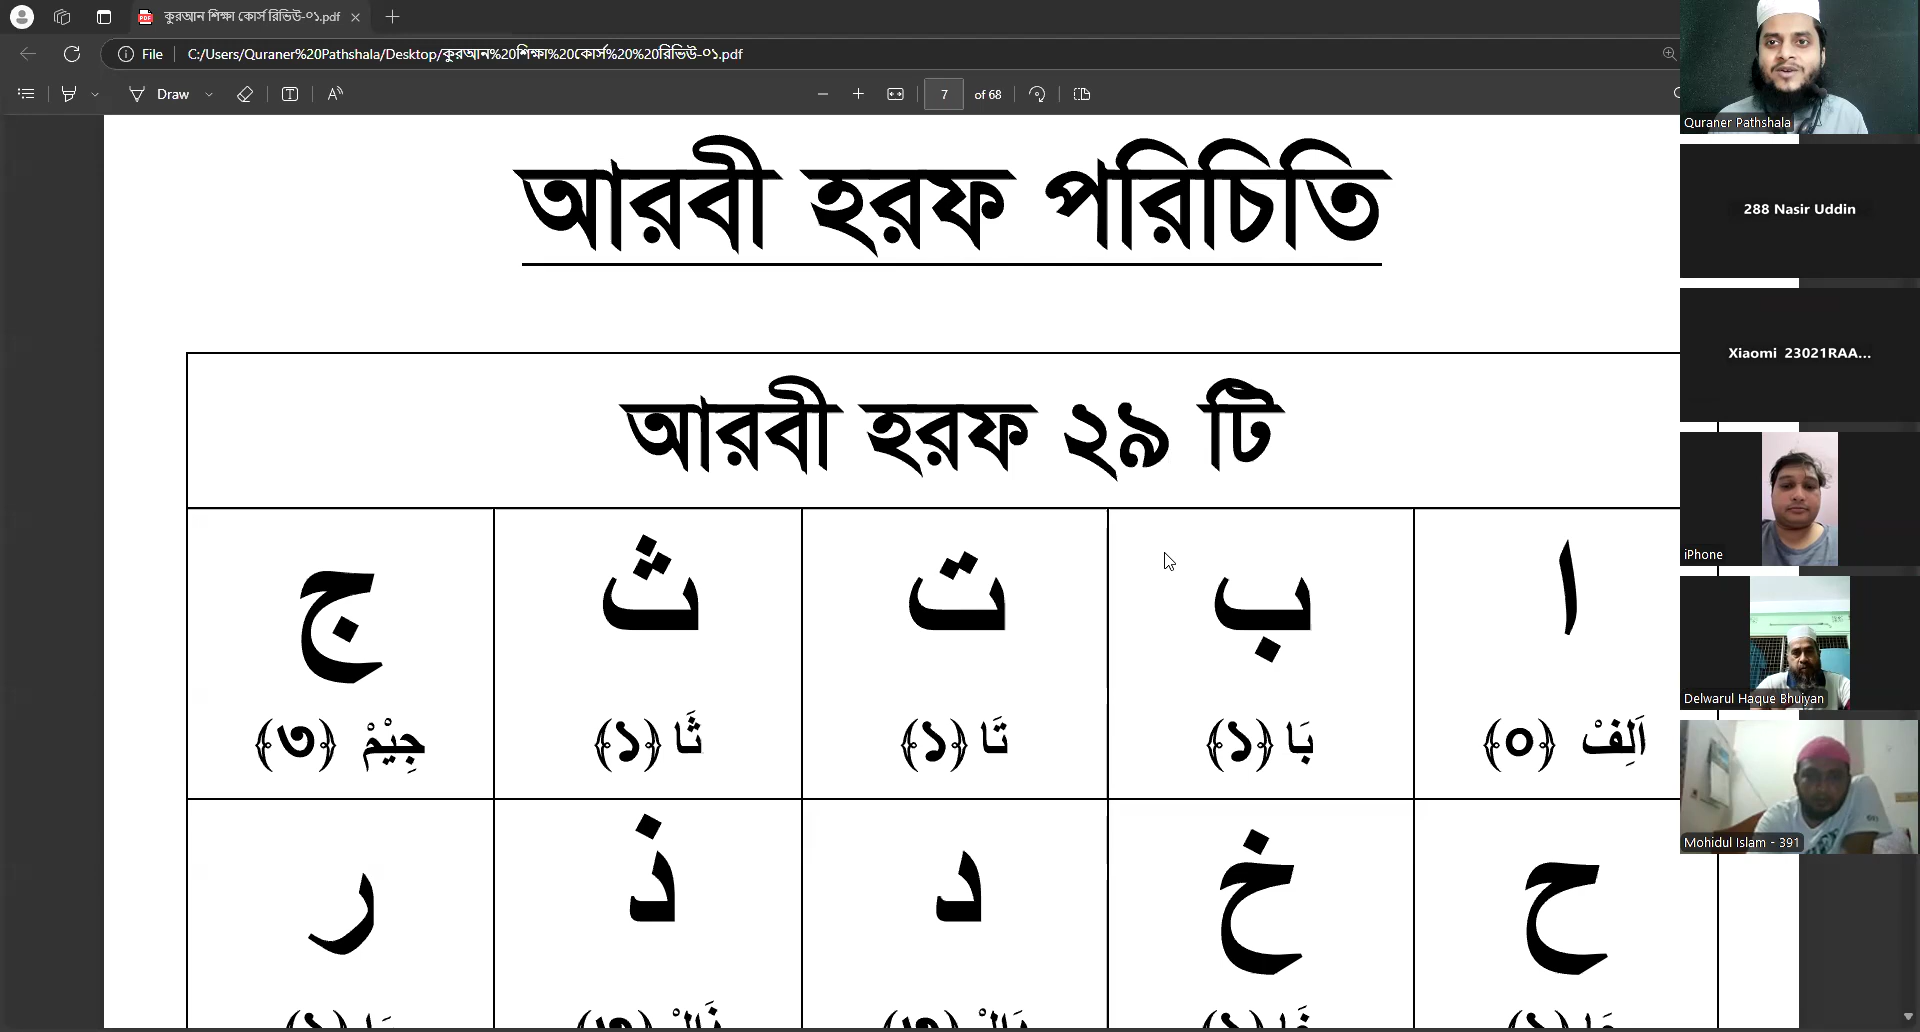 কুরআন শিক্ষা কোর্স রিভিউ-০১.pdf
File
C:/Users/Quraner%20Pathshala/Desktop/কুরআন%20শিক্ষা%20কোর্স%20%20রিভিউ-০১.pdf
Draw
7 of 68
আরবী হরফ পরিচিতি
আরবী হরফ ২৯ টি
ا ب ت ث ج
اَلِفْ ﴿০﴾ بَا ﴿১﴾ تَا ﴿১﴾ ثَا ﴿১﴾ جِيْمْ ﴿৩﴾
ح خ د ذ ر
Quraner Pathshala
288 Nasir Uddin
Xiaomi 23021RAA...
iPhone
Delwarul Haque Bhuiyan
Mohidul Islam - 391